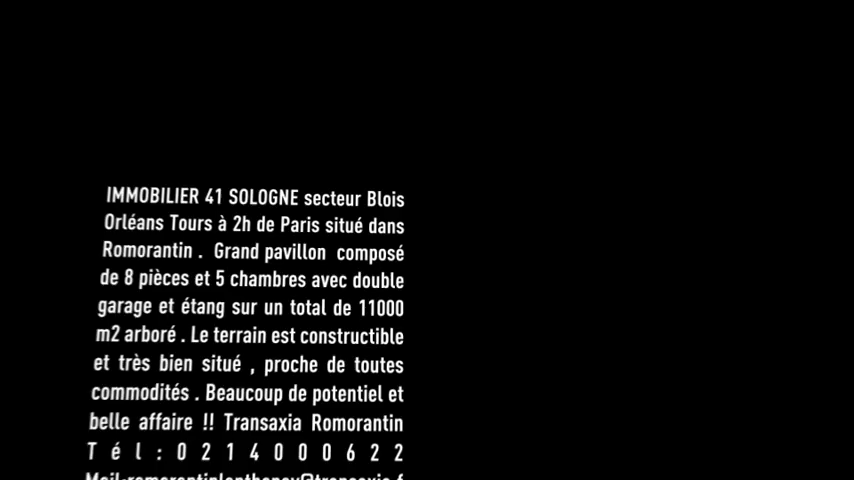 IMMOBILIER 41 SOLOGNE secteur Blois
Orléans Tours à 2h de Paris situé dans
Romorantin .  Grand pavillon  composé
de 8 pièces et 5 chambres avec double
garage et étang sur un total de 11000
m2 arboré . Le terrain est constructible
et très bien situé , proche de toutes
commodités . Beaucoup de potentiel et
belle affaire !! Transaxia Romorantin
T é l : 0 2 1 4 0 0 0 6 2 2